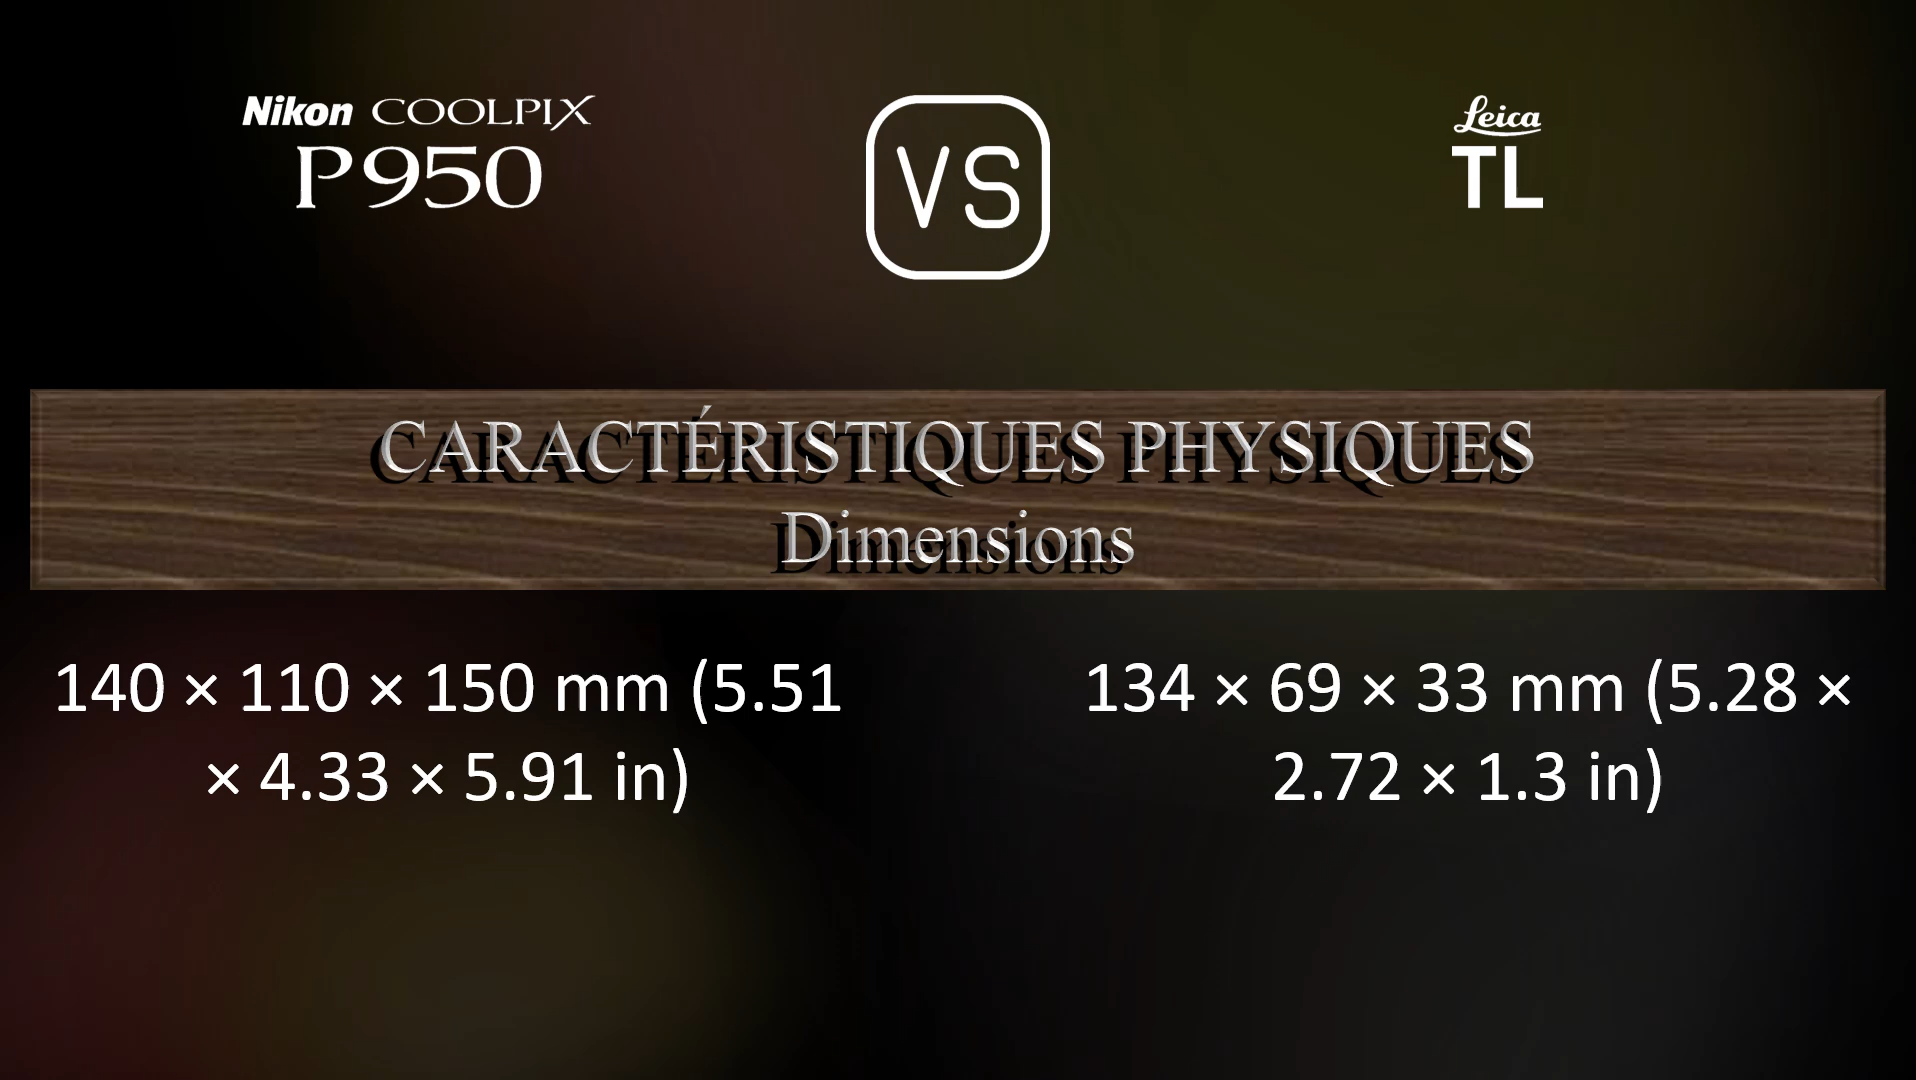 Nikon COOLPIX
P950
VS
Leica
TL
CARACTÉRISTIQUES PHYSIQUES
Dimensions
140 × 110 × 150 mm (5.51
× 4.33 × 5.91 in)
134 × 69 × 33 mm (5.28 ×
2.72 × 1.3 in)